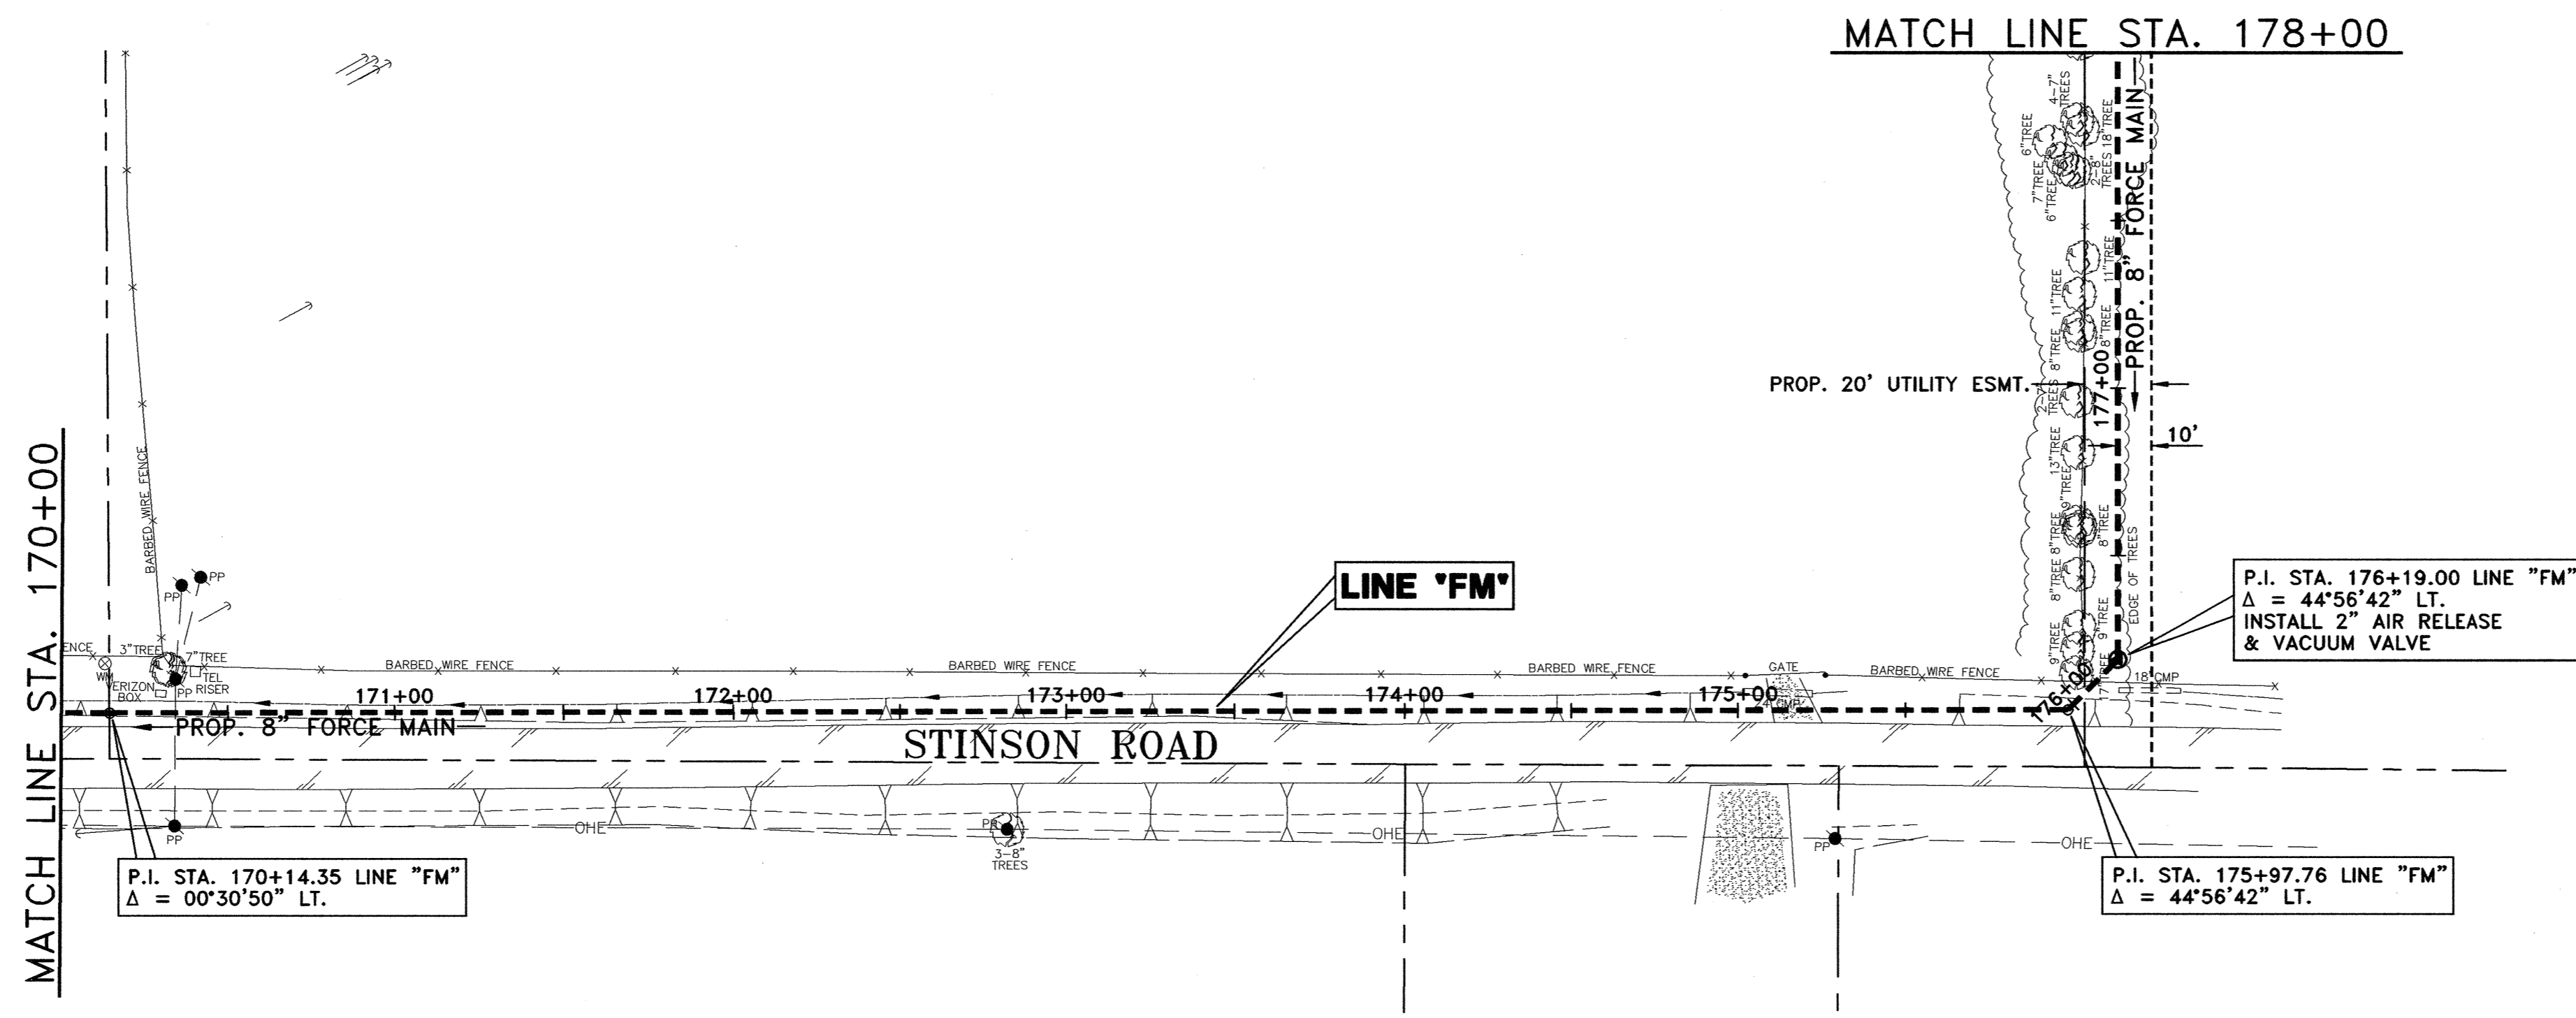 MATCH LINE STA. 178+00
4-7"
TREES
6"TREE
18"TREE
2-8"
TREES
7"TREE
6"TREE
PROP. 8" FORCE MAIN
11"TREE
11"TREE
8"TREE
8"TREE
177+00
PROP. 20' UTILITY ESMT.
TREES
10'
13"TREE
9"TREE
8"TREE
8"TREE
8"TREE
EDGE OF TREES
9"TREE
9"TREE
MATCH LINE STA. 170+00
BARBED WIRE FENCE
PP
PP
LINE "FM"
P.I. STA. 176+19.00 LINE "FM"
Δ = 44°56'42" LT.
INSTALL 2" AIR RELEASE
& VACUUM VALVE
ENCE
3"TREE
7"TREE
BARBED WIRE FENCE
BARBED WIRE FENCE
BARBED WIRE FENCE
GATE
BARBED WIRE FENCE
18"CMP
WM
TEL
RISER
ERIZON
BOX
PP
171+00
172+00
173+00
174+00
175+00
176+00
24"CMP
PROP. 8" FORCE MAIN
STINSON ROAD
OHE
PP
PP
3-8"
TREES
OHE
PP
OHE
P.I. STA. 170+14.35 LINE "FM"
Δ = 00°30'50" LT.
P.I. STA. 175+97.76 LINE "FM"
Δ = 44°56'42" LT.